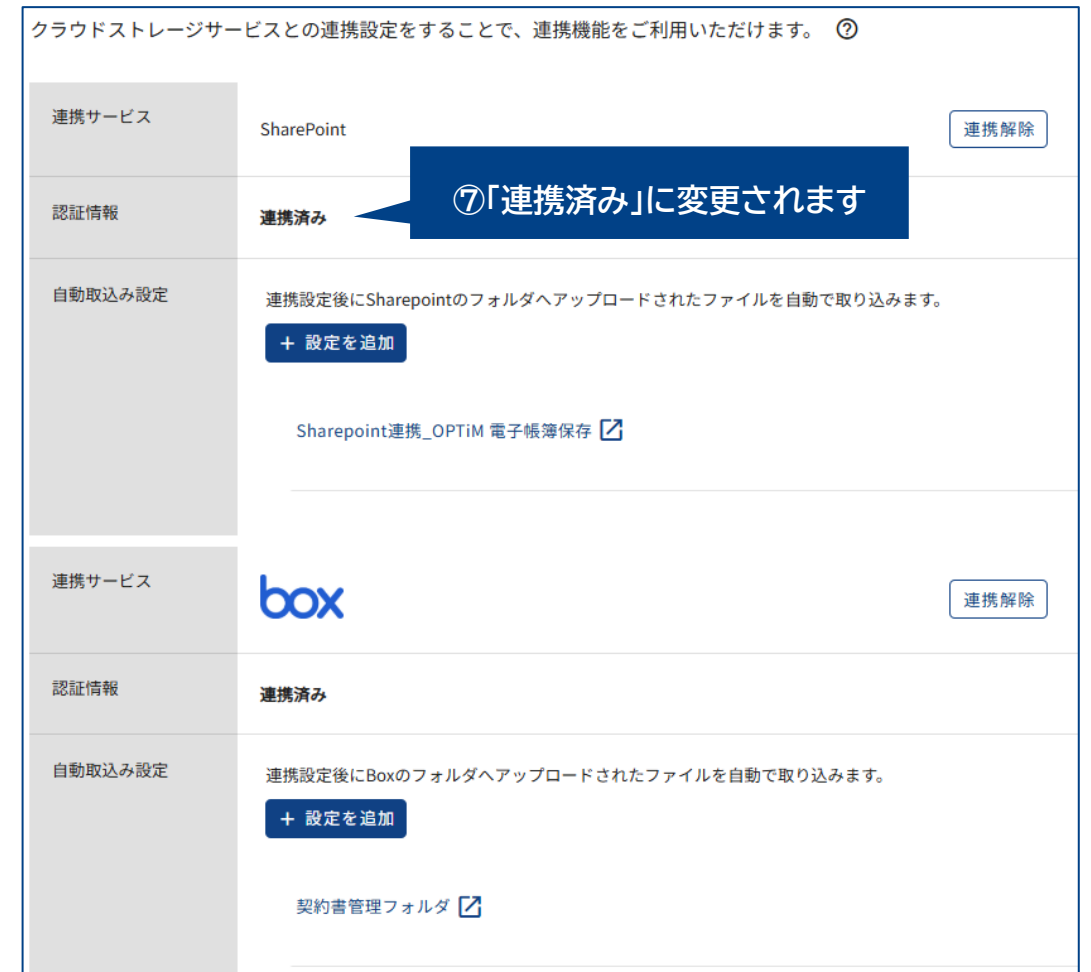 クラウドストレージサービスとの連携設定をすることで、連携機能をご利用いただけます。 ?
連携サービス
SharePoint
連携解除
認証情報
連携済み
⑦「連携済み」に変更されます
自動取込み設定
連携設定後にSharepointのフォルダへアップロードされたファイルを自動で取り込みます。
+ 設定を追加
Sharepoint連携_OPTiM 電子帳簿保存
連携サービス
box
連携解除
認証情報
連携済み
自動取込み設定
連携設定後にBoxのフォルダへアップロードされたファイルを自動で取り込みます。
+ 設定を追加
契約書管理フォルダ